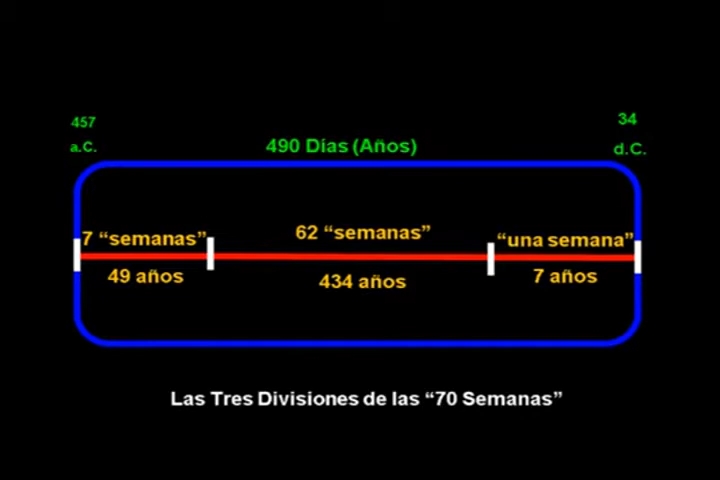 457
a.C.
490 Días (Años)
34
d.C.
7 “semanas”
62 “semanas”
“una semana”
49 años
434 años
7 años
Las Tres Divisiones de las “70 Semanas”